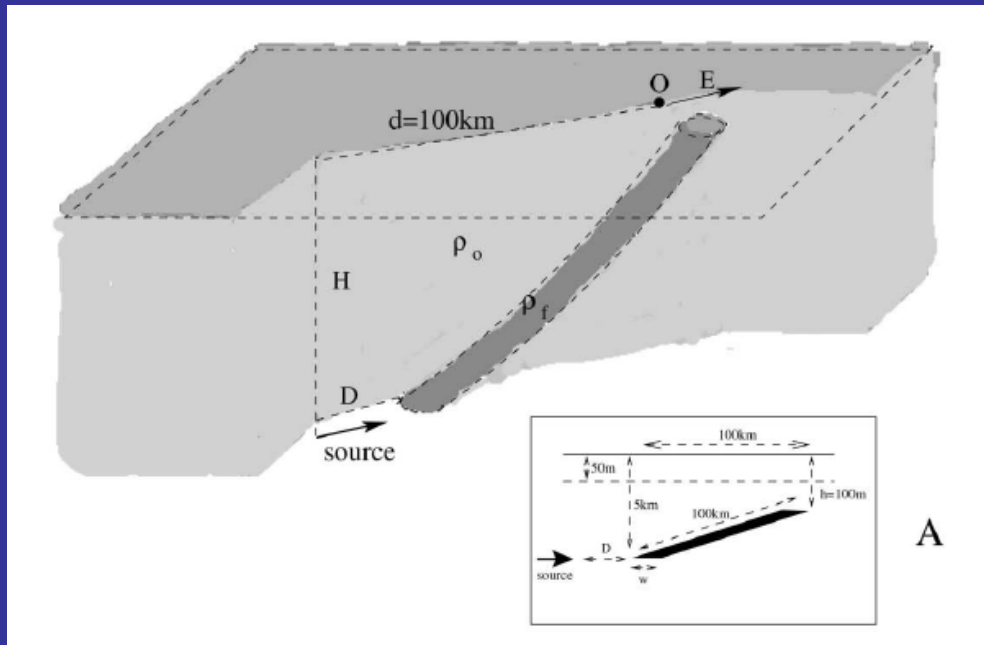 O
E
d=100km
ρ o
H
ρ f
D
source
100km
50m
5km
h=100m
100km
D
source
w
A